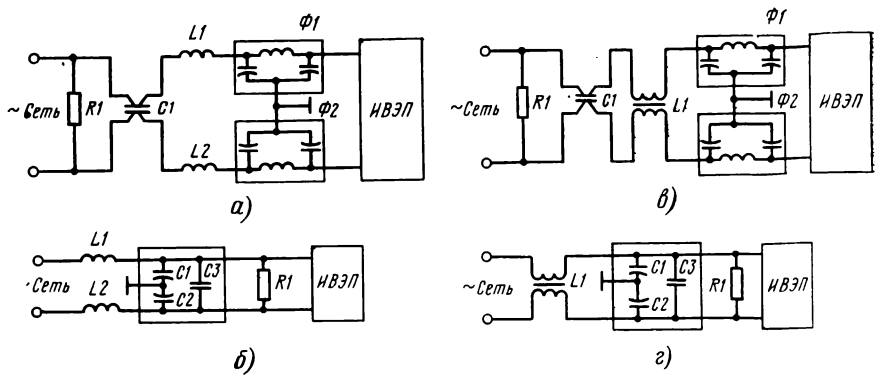 Ф1
L1
~ Сеть
R1
C1
Ф2
ИВЭП
L2
а)
Ф1
~Сеть
R1
C1
L1
Ф2
ИВЭП
в)
L1
Сеть
L2
C1
C2
C3
R1
ИВЭП
б)
~Сеть
L1
C1
C2
C3
R1
ИВЭП
г)